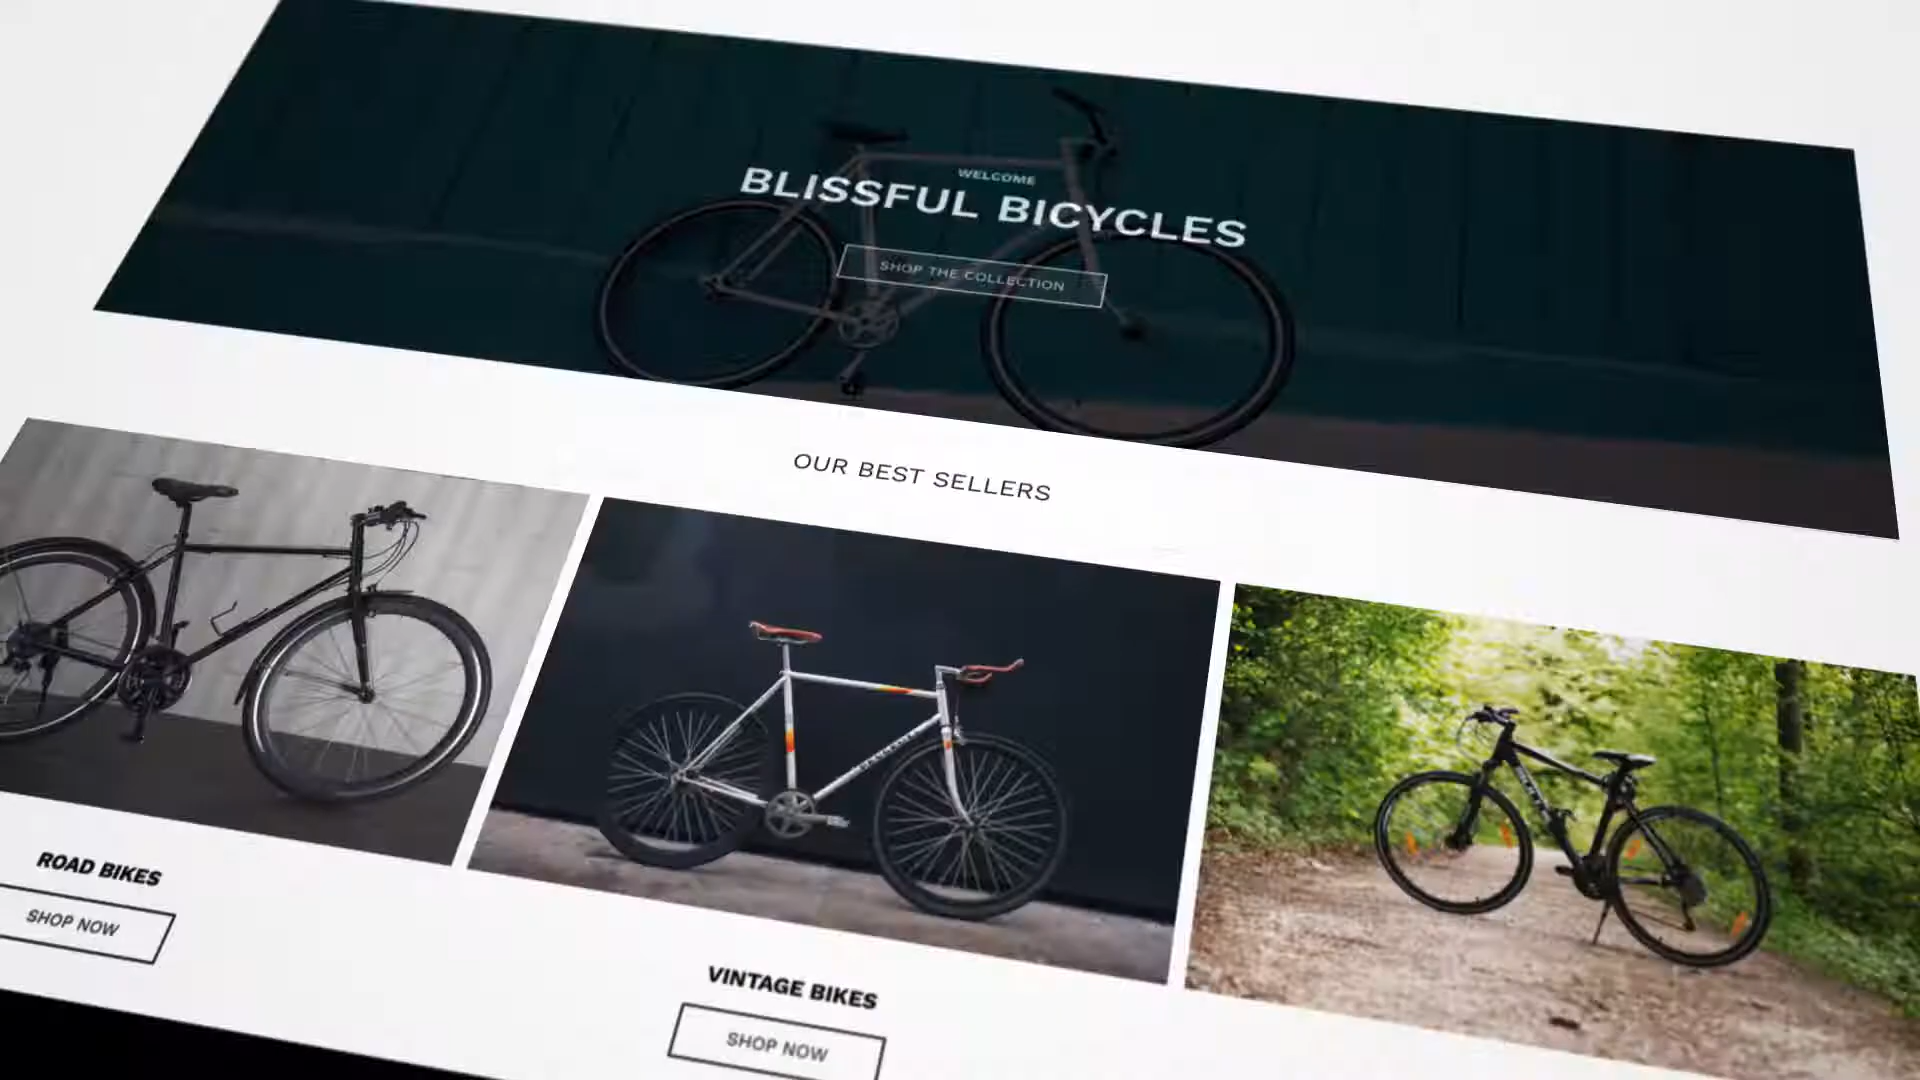 WELCOME
BLISSFUL BICYCLES
SHOP THE COLLECTION
OUR BEST SELLERS
ROAD BIKES
SHOP NOW
VINTAGE BIKES
SHOP NOW